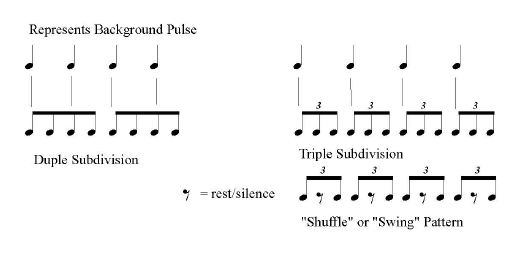 Represents Background Pulse
3 3 3 3
Duple Subdivision
Triple Subdivision
3 3 3 3
= rest/silence
"Shuffle" or "Swing" Pattern